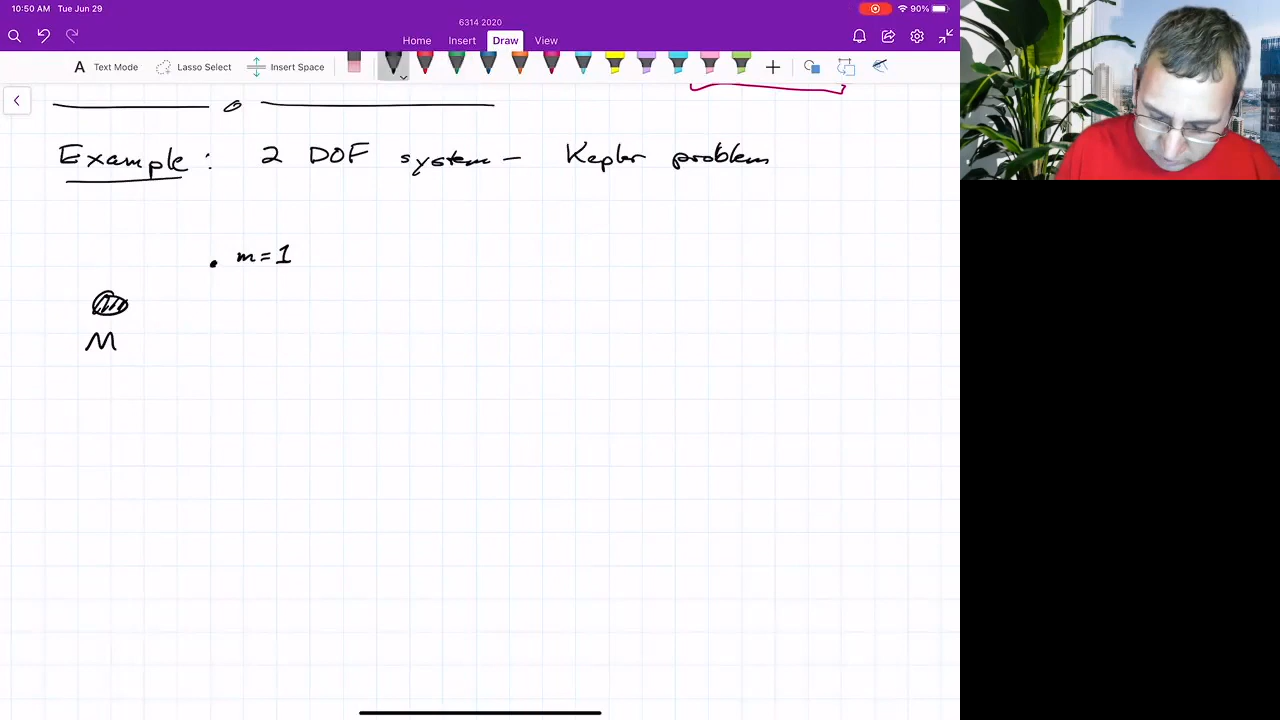 10:50 AM Tue Jun 29
90%
6314 2020
Home Insert Draw View
A Text Mode Lasso Select Insert Space
Example: 2 DOF system – Kepler problem
m=1
M